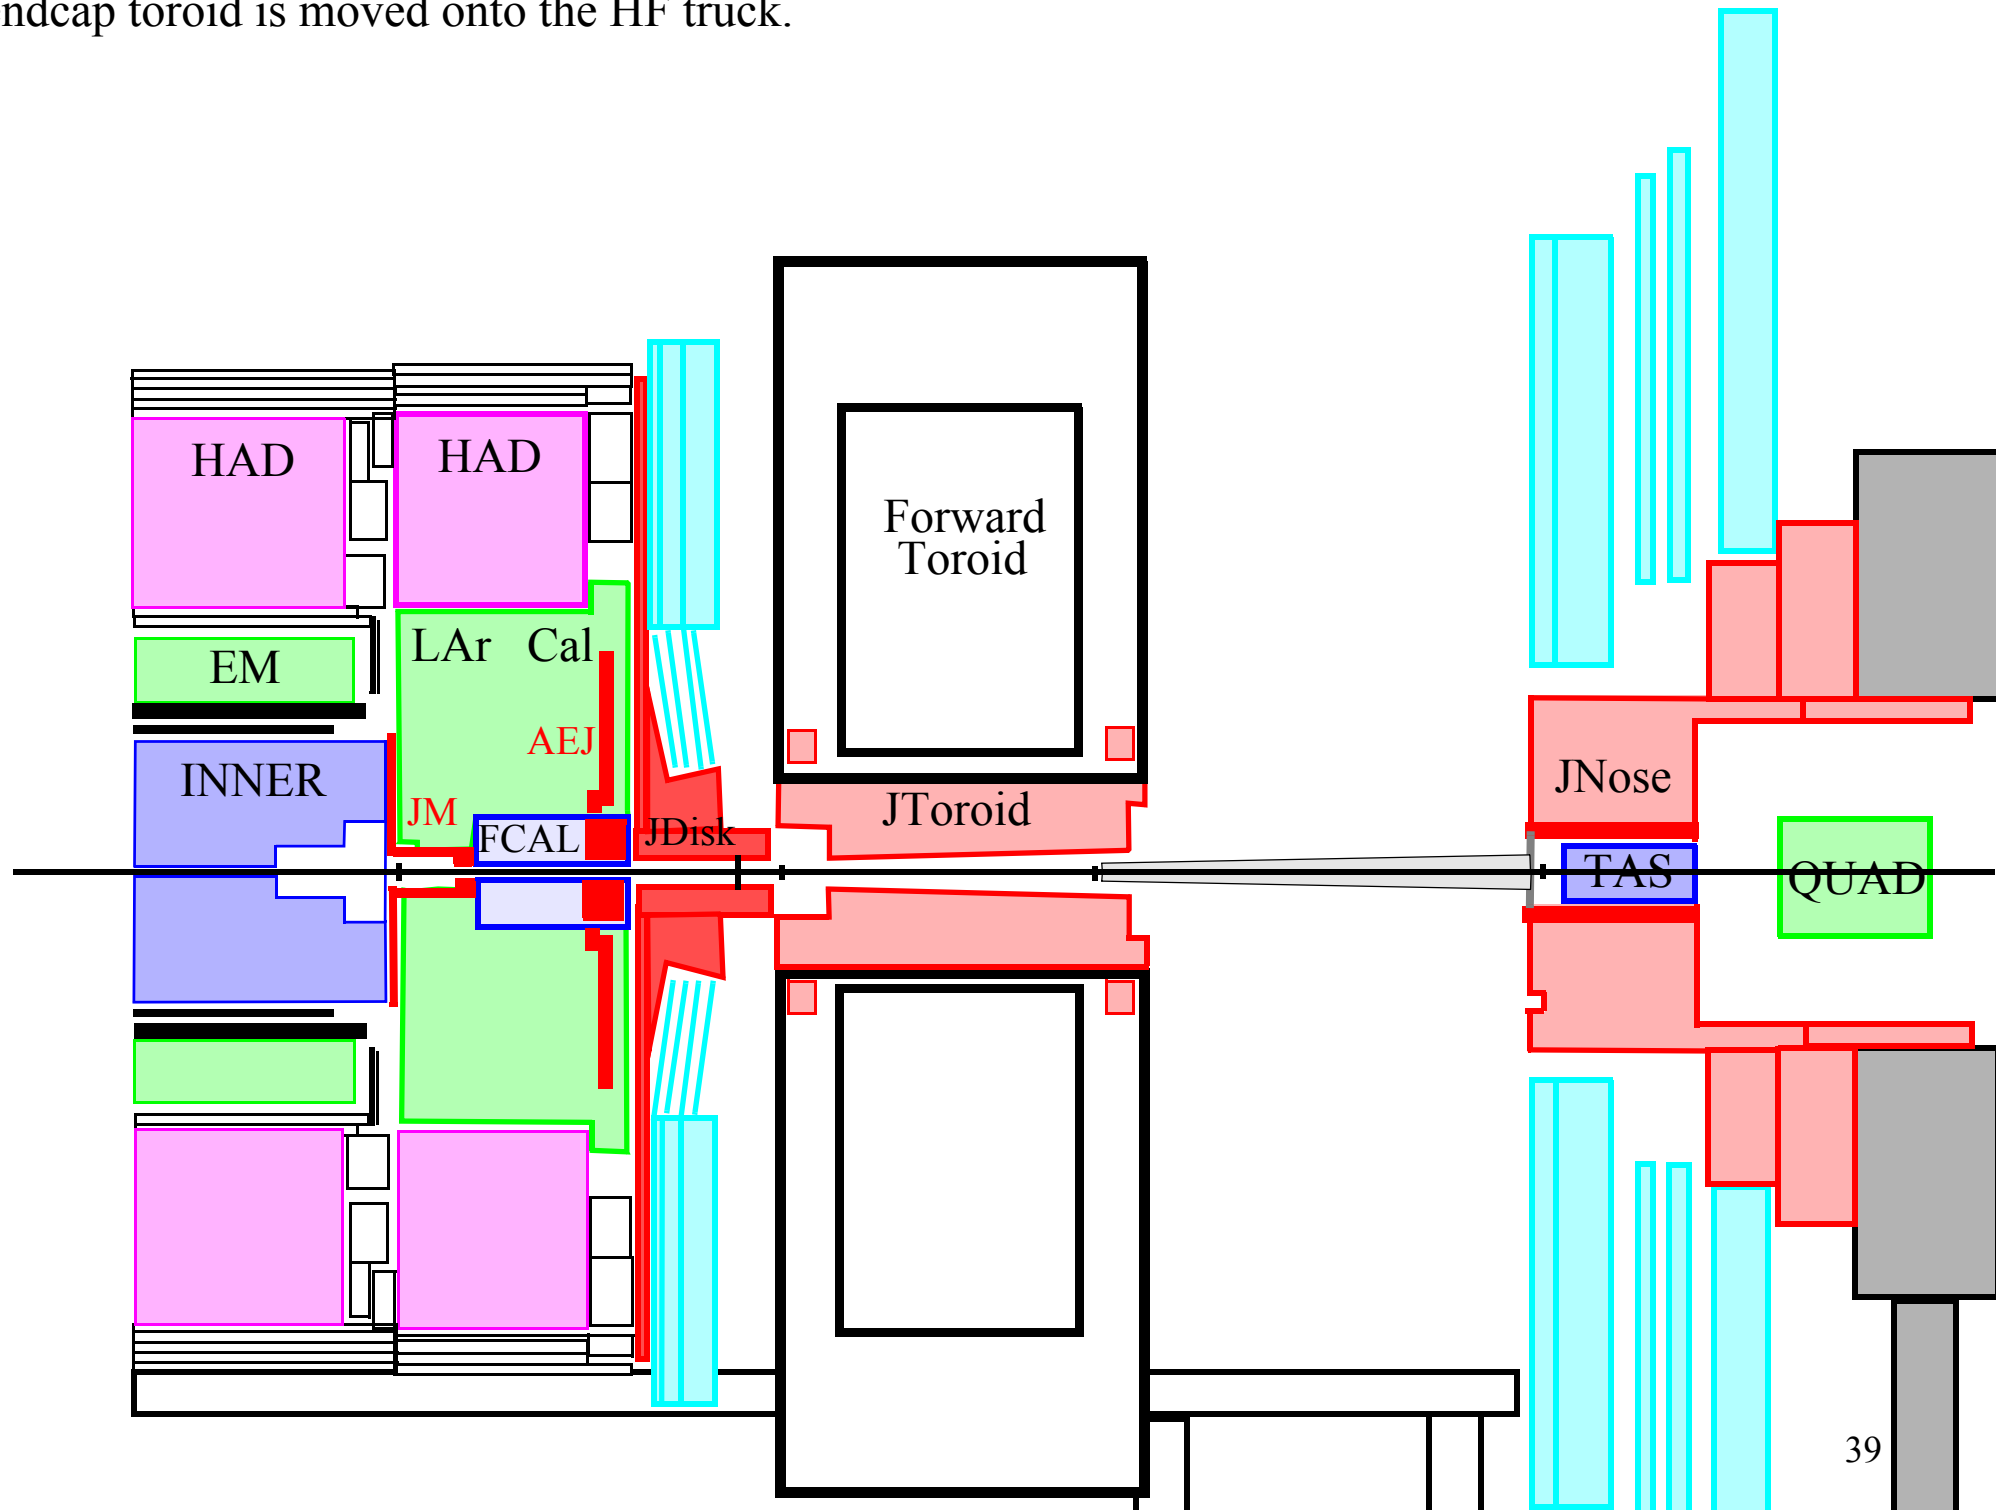 ndcap toroid is moved onto the HF truck.
HAD
HAD
Forward
Toroid
LAr Cal
EM
AEJ
INNER
JM
FCAL
JDisk
JToroid
JNose
TAS
QUAD
39